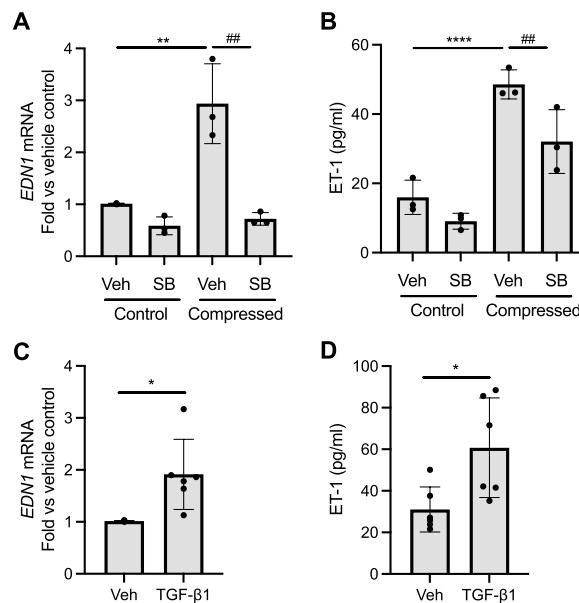 A
EDN1 mRNA
Fold vs vehicle control
4
3
2
1
0
**
##
Veh SB Veh SB
Control Compressed
B
ET-1 (pg/ml)
60
40
20
0
****
##
Veh SB Veh SB
Control Compressed
C
EDN1 mRNA
Fold vs vehicle control
4
3
2
1
0
*
Veh TGF-β1
D
ET-1 (pg/ml)
100
80
60
40
20
0
*
Veh TGF-β1